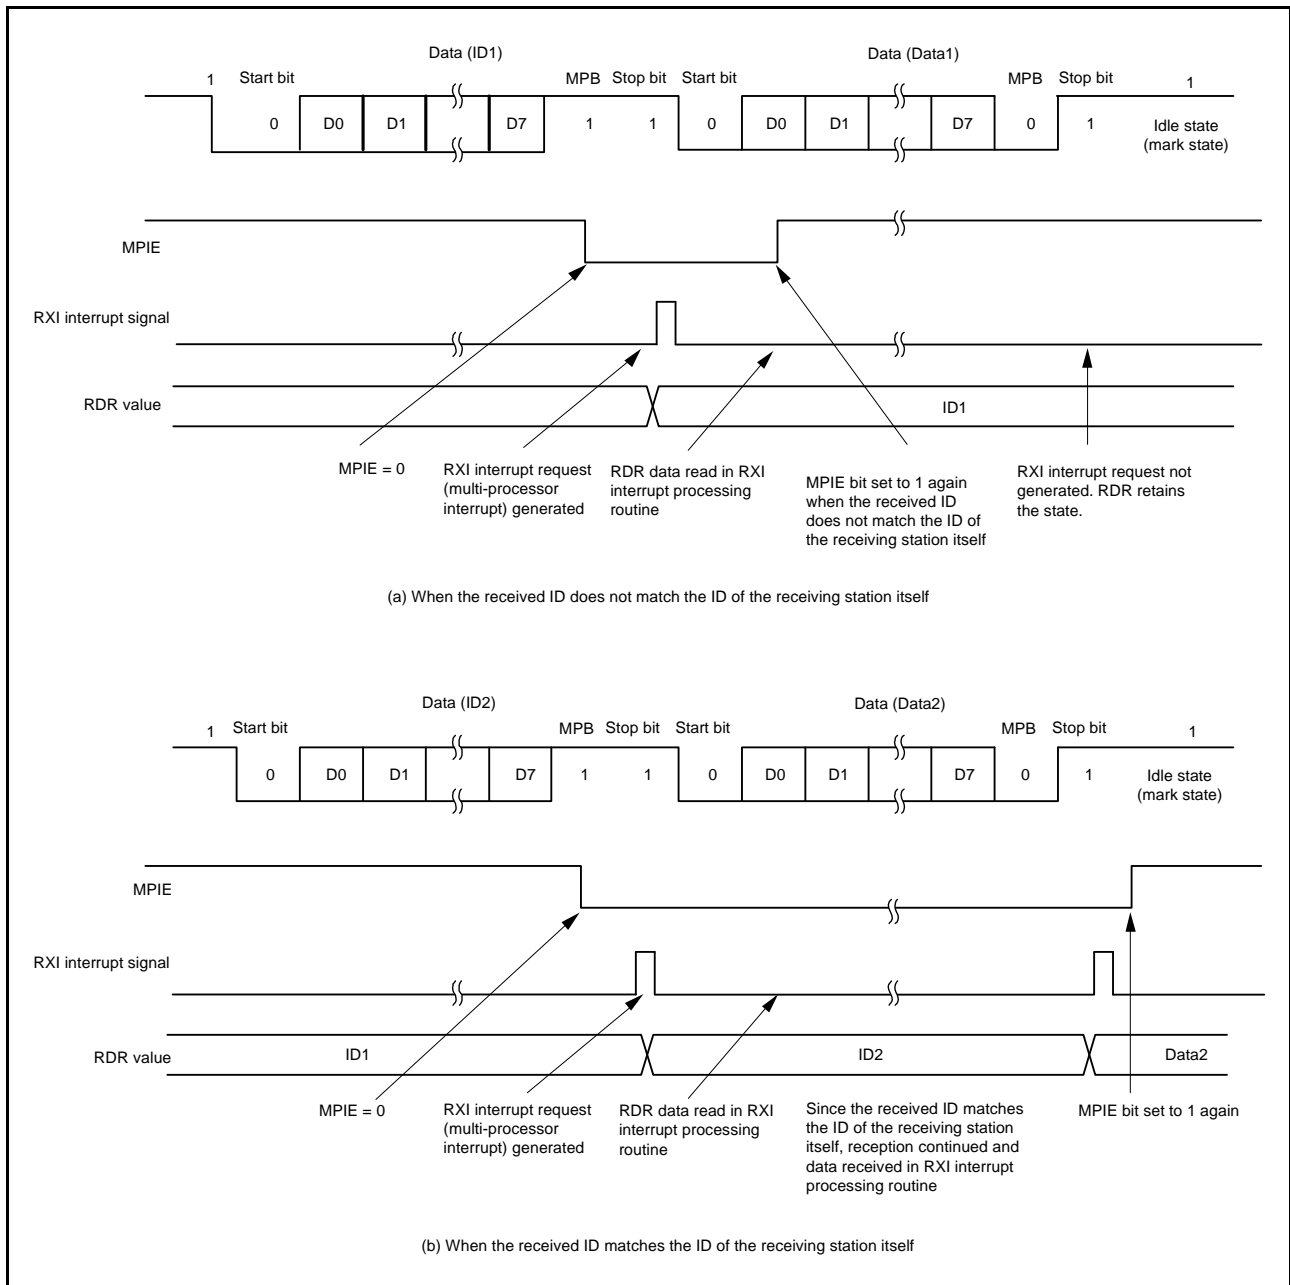 Data (ID1) Data (Data1)
1 Start bit MPB Stop bit Start bit MPB Stop bit 1
0 D0 D1 D7 1 1 0 D0 D1 D7 0 1 Idle state
(mark state)
MPIE
RXI interrupt signal
RDR value ID1
MPIE = 0
RXI interrupt request
(multi-processor
interrupt) generated
RDR data read in RXI
interrupt processing
routine
MPIE bit set to 1 again
when the received ID
does not match the ID of
the receiving station itself
RXI interrupt request not
generated. RDR retains
the state.
(a) When the received ID does not match the ID of the receiving station itself
Data (ID2) Data (Data2)
1 Start bit MPB Stop bit Start bit MPB Stop bit 1
0 D0 D1 D7 1 1 0 D0 D1 D7 0 1 Idle state
(mark state)
MPIE
RXI interrupt signal
RDR value ID1 ID2 Data2
MPIE = 0
RXI interrupt request
(multi-processor
interrupt) generated
RDR data read in RXI
interrupt processing
routine
Since the received ID matches
the ID of the receiving station
itself, reception continued and
data received in RXI interrupt
processing routine
MPIE bit set to 1 again
(b) When the received ID matches the ID of the receiving station itself